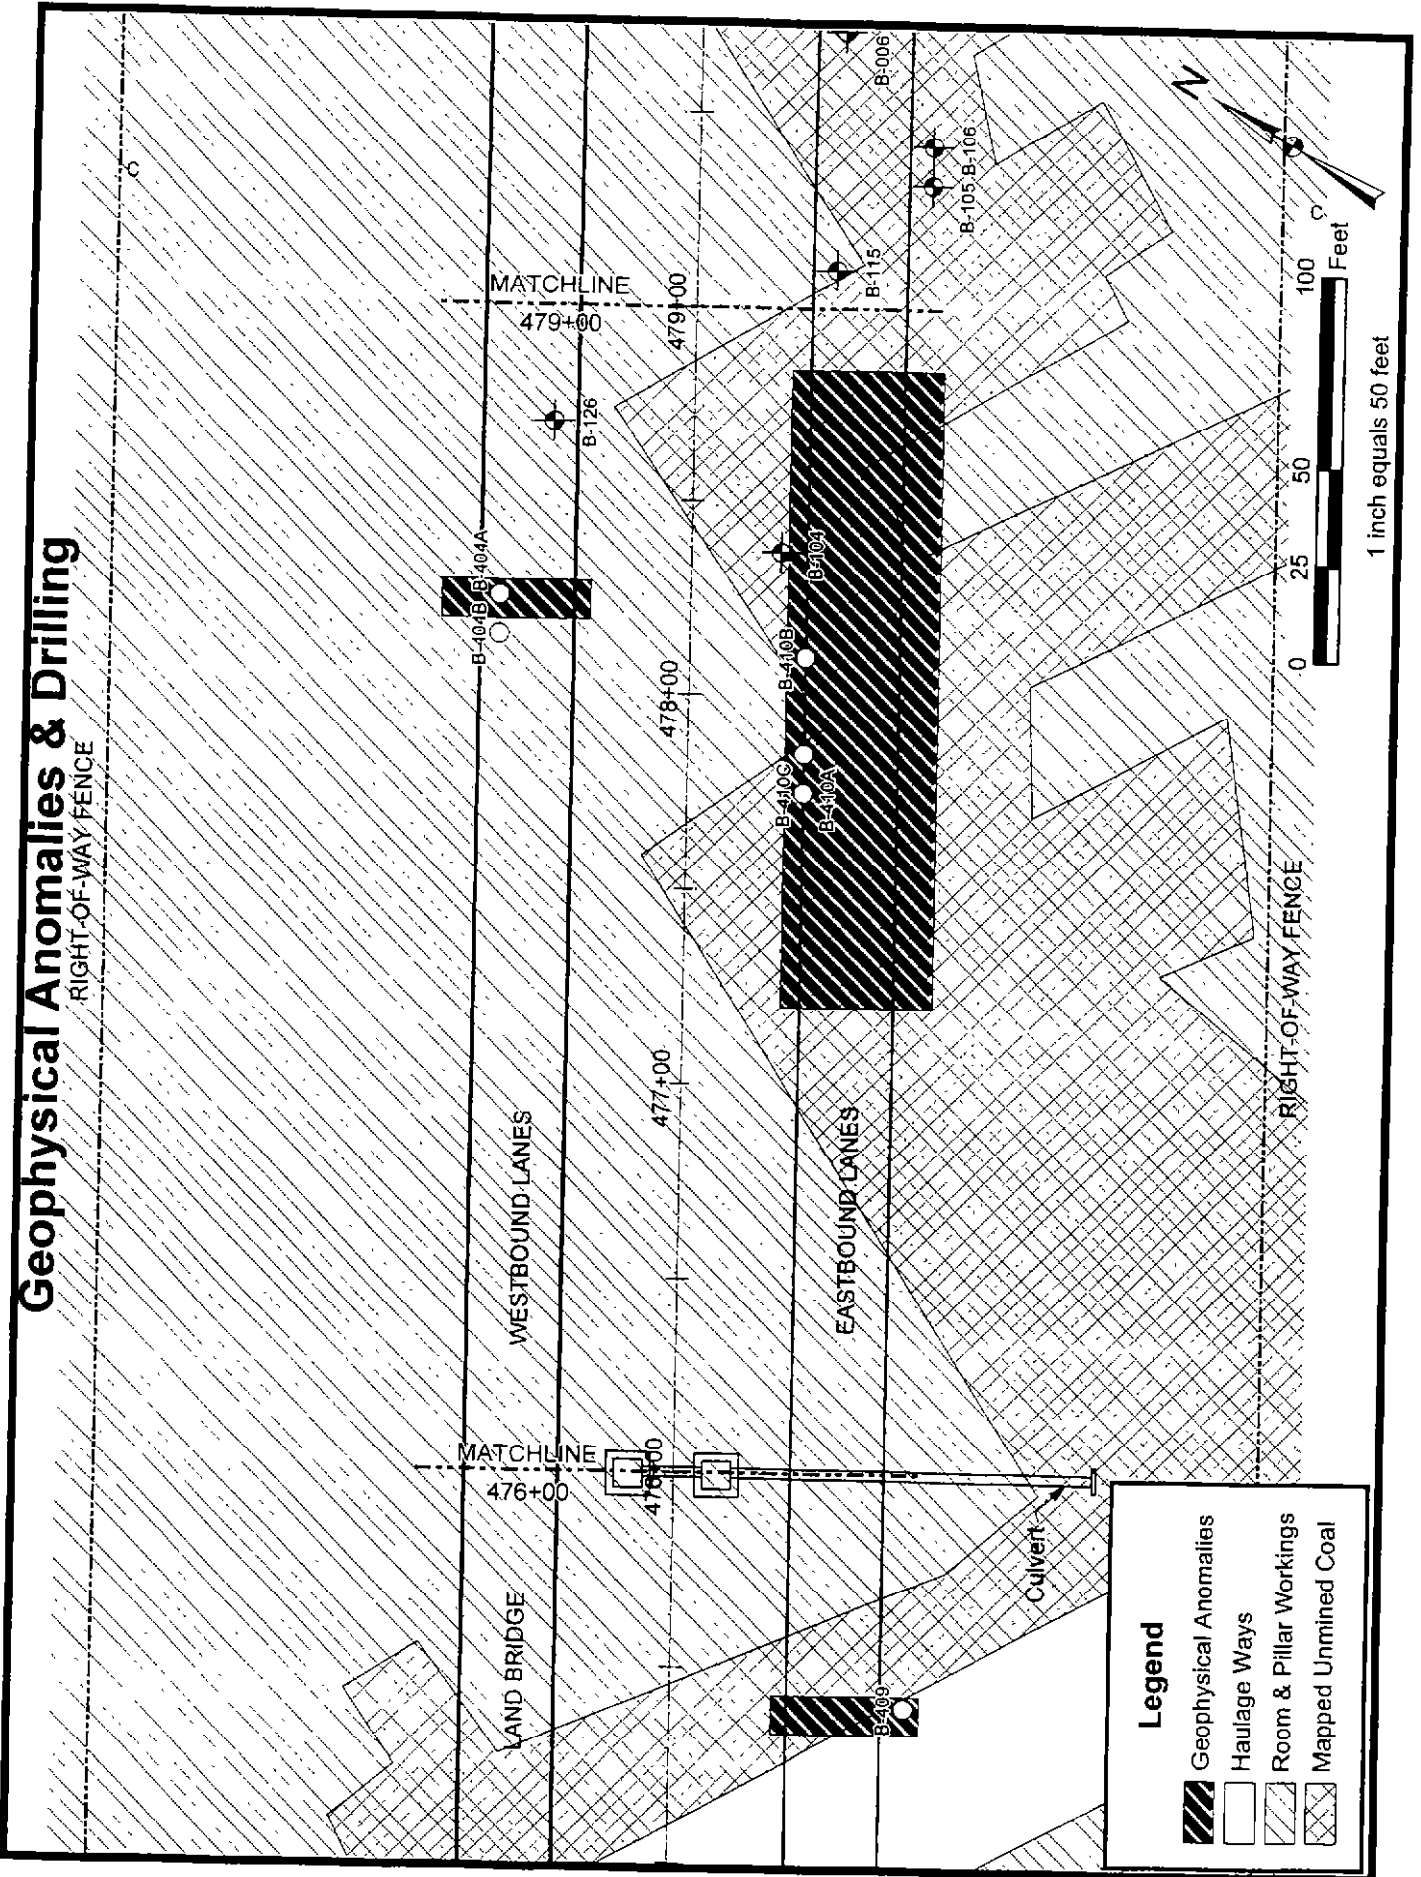 Geophysical Anomalies & Drilling
RIGHT-OF-WAY FENCE
C
MATCHLINE
479+00
B-126
B-404B
B-404A
WESTBOUND LANES
MATCHLINE
476+00
LAND BRIDGE
479+00
478+00
477+00
476+00
B-006
B-105
B-106
B-115
B-104
B-410B
B-410C
B-410A
EASTBOUND LANES
B-409
Culvert
RIGHT-OF-WAY FENCE
C
N
0
25
50
100
Feet
1 inch equals 50 feet
Legend
Geophysical Anomalies
Haulage Ways
Room & Pillar Workings
Mapped Unmined Coal